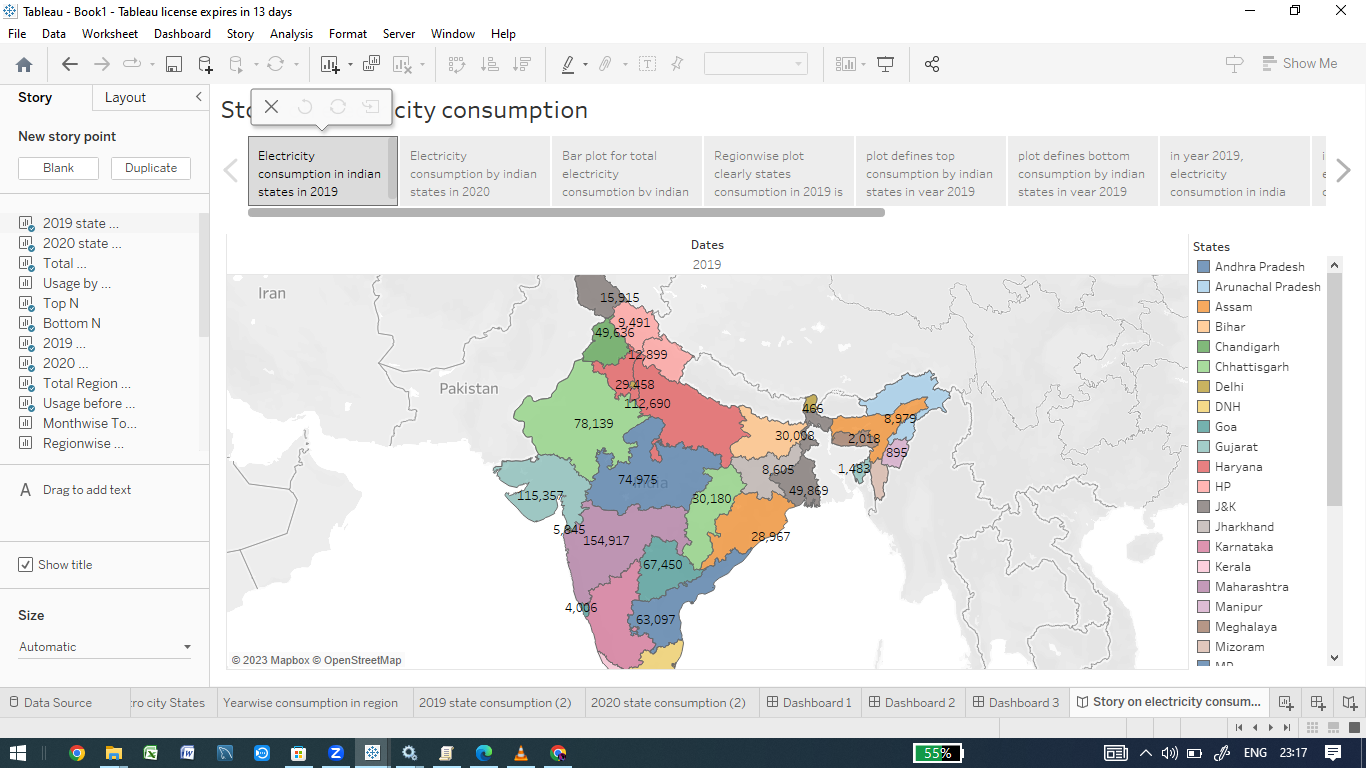 Tableau - Book1 - Tableau license expires in 13 days
File Data Worksheet Dashboard Story Analysis Format Server Window Help
Show Me
Story Layout
New story point
Blank Duplicate
2019 state ...
2020 state ...
Total ...
Usage by ...
Top N
Bottom N
2019 ...
2020 ...
Total Region ...
Usage before ...
Monthwise To...
Regionwise ...
A Drag to add text
Show title
Size
Automatic
city consumption
Electricity
consumption in indian
states in 2019
Electricity
consumption by indian
states in 2020
Bar plot for total
electricity
consumption by indian
Regionwise plot
clearly states
consumption in 2019 is
plot defines top
consumption by indian
states in year 2019
plot defines bottom
consumption by indian
states in year 2019
in year 2019,
electricity
consumption in india
Dates
2019
Iran
Pakistan
15,915
9,491
49,636
12,899
29,458
112,690
78,139
466
8,979
30,008
2,018
895
8,605
1,483
74,975
115,357
30,180
49,869
5,845
154,917
28,967
67,450
4,006
63,097
© 2023 Mapbox © OpenStreetMap
States
Andhra Pradesh
Arunachal Pradesh
Assam
Bihar
Chandigarh
Chhattisgarh
Delhi
DNH
Goa
Gujarat
Haryana
HP
J&K
Jharkhand
Karnataka
Kerala
Maharashtra
Manipur
Meghalaya
Mizoram
MP
Data Source ro city States Yearwise consumption in region 2019 state consumption (2) 2020 state consumption (2) Dashboard 1 Dashboard 2 Dashboard 3 Story on electricity consum...
55% ENG 23:17